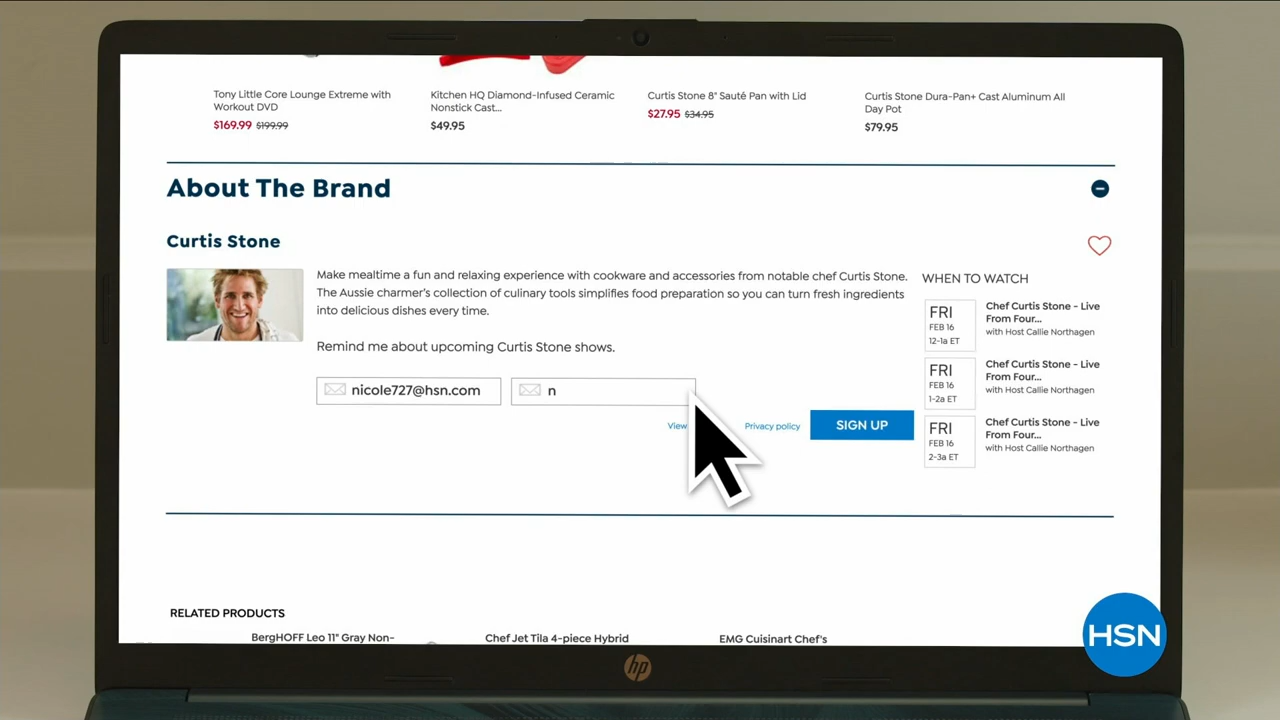 Tony Little Core Lounge Extreme with
Workout DVD
$169.99 $199.99
Kitchen HQ Diamond-Infused Ceramic
Nonstick Cast...
$49.95
Curtis Stone 8" Sauté Pan with Lid
$27.95 $34.95
Curtis Stone Dura-Pan+ Cast Aluminum All
Day Pot
$79.95
About The Brand
Curtis Stone
Make mealtime a fun and relaxing experience with cookware and accessories from notable chef Curtis Stone.
The Aussie charmer's collection of culinary tools simplifies food preparation so you can turn fresh ingredients
into delicious dishes every time.
Remind me about upcoming Curtis Stone shows.
nicole727@hsn.com
n
View
Privacy policy
SIGN UP
WHEN TO WATCH
FRI
FEB 16
12-1a ET
Chef Curtis Stone - Live
From Four...
with Host Callie Northagen
FRI
FEB 16
1-2a ET
Chef Curtis Stone - Live
From Four...
with Host Callie Northagen
FRI
FEB 16
2-3a ET
Chef Curtis Stone - Live
From Four...
with Host Callie Northagen
RELATED PRODUCTS
BergHOFF Leo 11" Gray Non-
Chef Jet Tila 4-piece Hybrid
EMG Cuisinart Chef's
HSN
hp